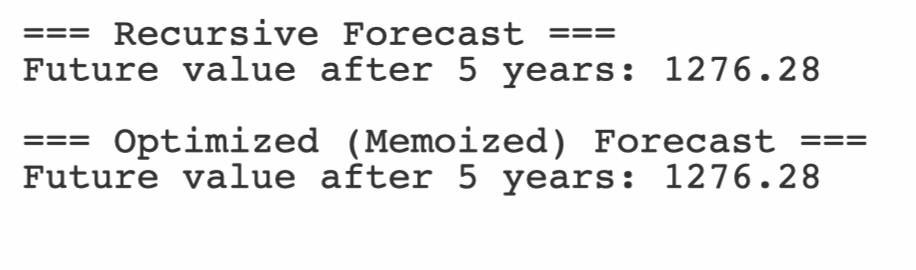 === Recursive Forecast ===
Future value after 5 years: 1276.28
=== Optimized (Memoized) Forecast ===
Future value after 5 years: 1276.28